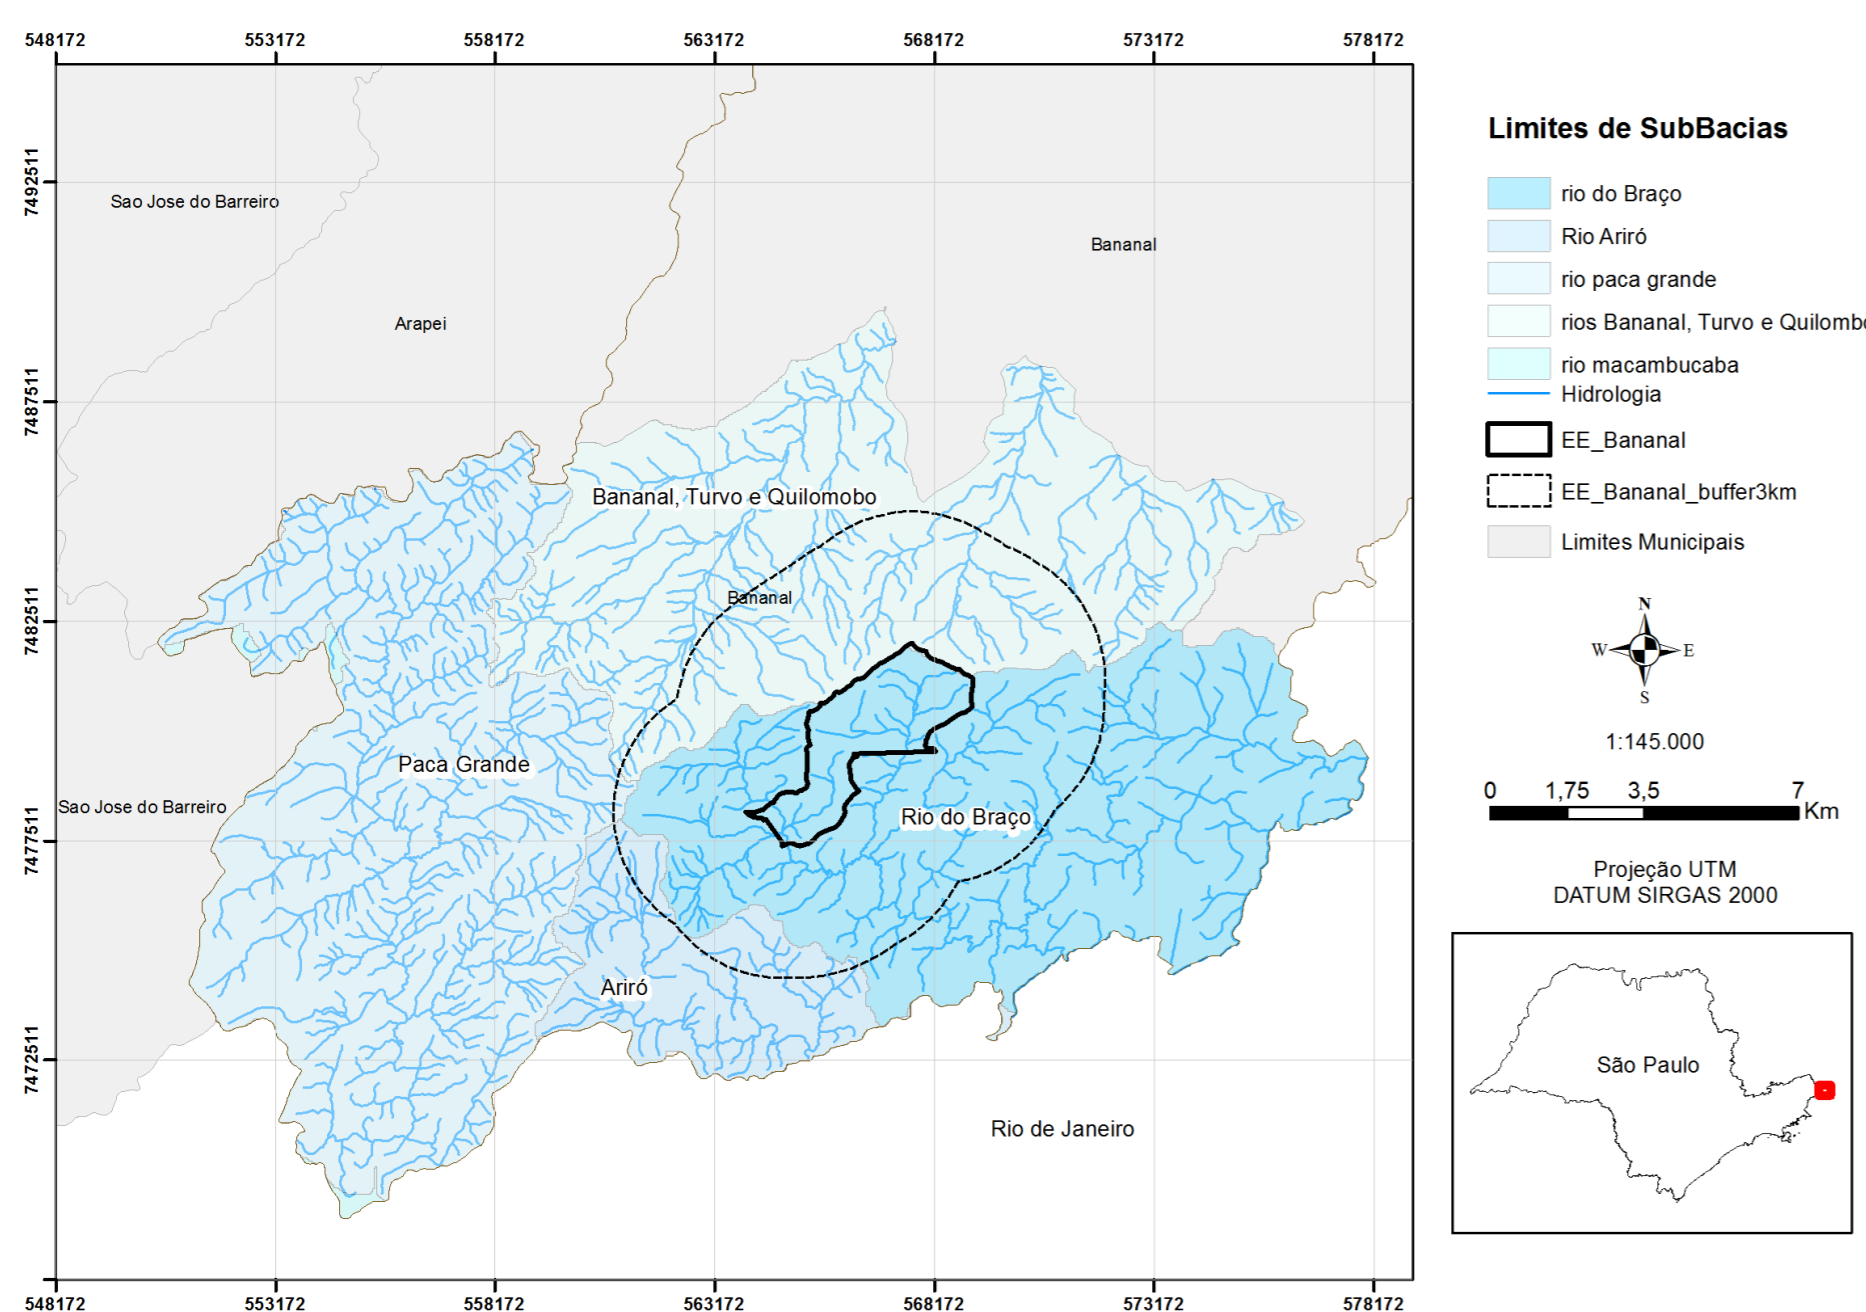 548172 553172 558172 563172 568172 573172 578172
7492511
7487511
7482511
7477511
7472511
Sao Jose do Barreiro
Bananal
Arapei
Bananal, Turvo e Quilomobo
Bananal
Paca Grande
Sao Jose do Barreiro
Rio do Braço
Ariró
Rio de Janeiro
548172 553172 558172 563172 568172 573172 578172
Limites de SubBacias
rio do Braço
Rio Ariró
rio paca grande
rios Bananal, Turvo e Quilombo
rio macambucaba
Hidrologia
EE_Bananal
EE_Bananal_buffer3km
Limites Municipais
N
W E
S
1:145.000
0 1,75 3,5 7
Km
Projeção UTM
DATUM SIRGAS 2000
São Paulo